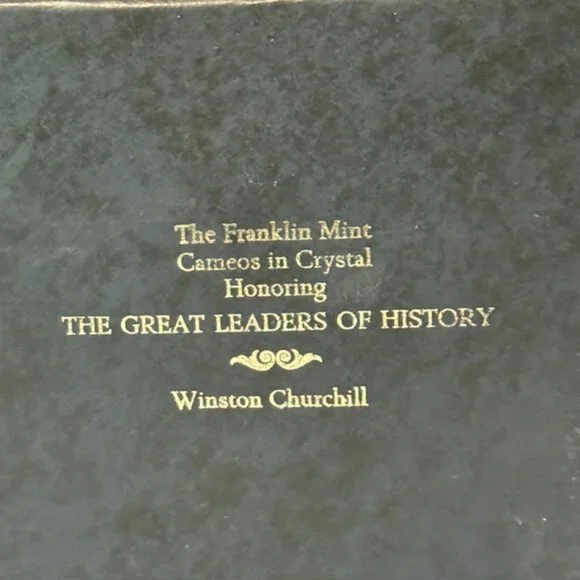 The Franklin Mint
Cameos in Crystal
Honoring
THE GREAT LEADERS OF HISTORY
Winston Churchill